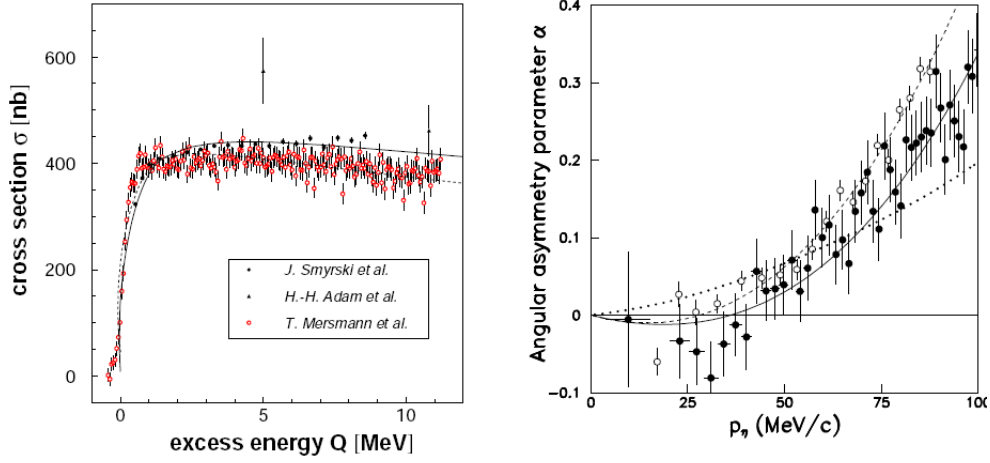 cross section σ [nb]
600
400
200
0
J. Smyrski et al.
H.-H. Adam et al.
T. Mersmann et al.
0
5
10
excess energy Q [MeV]
Angular asymmetry parameter α
0.4
0.3
0.2
0.1
0
-0.1
0 25 50 75 100
pη (MeV/c)